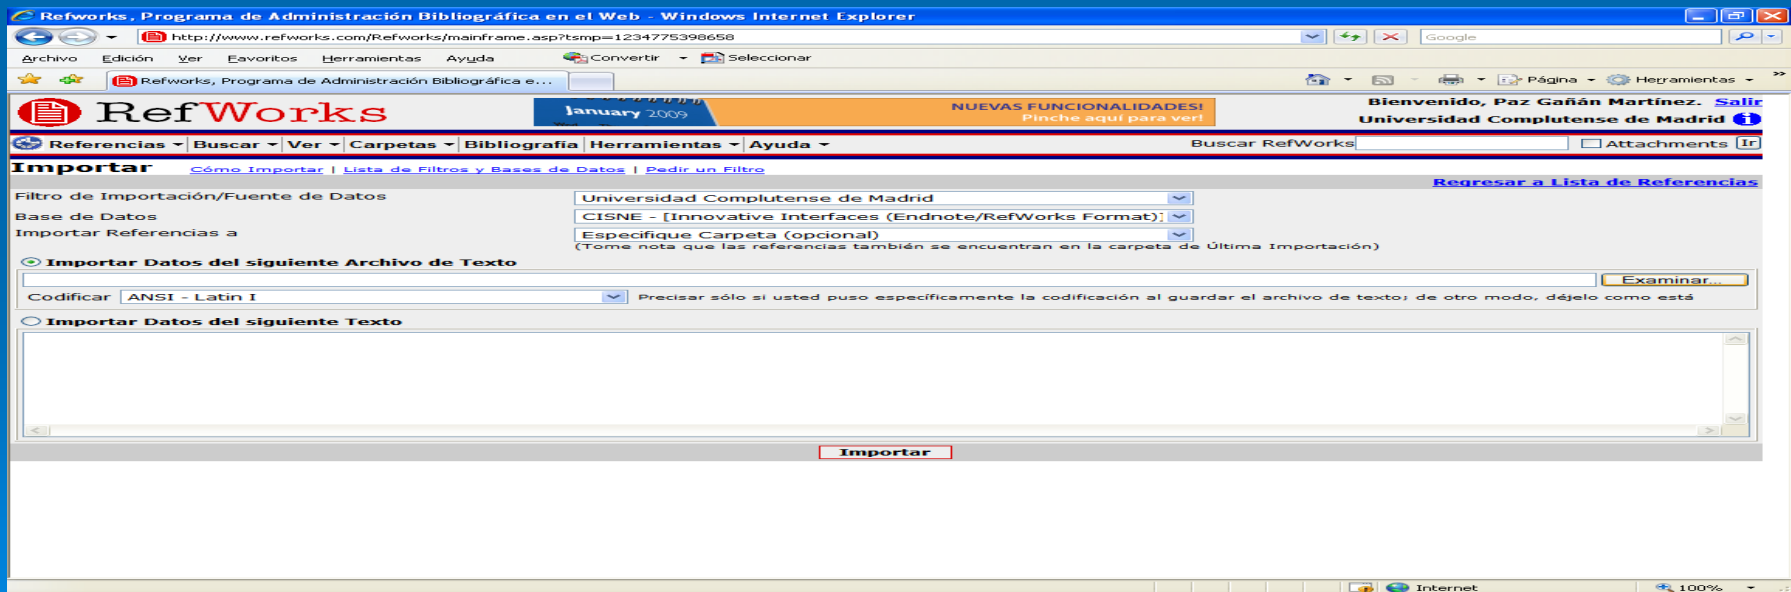 Refworks, Programa de Administración Bibliográfica en el Web - Windows Internet Explorer
http://www.refworks.com/Refworks/mainframe.asp?tsmp=1234775398658
Google
Archivo Edición Ver Favoritos Herramientas Ayuda Convertir Seleccionar
Refworks, Programa de Administración Bibliográfica e... Página Herramientas
RefWorks
January 2009
NUEVAS FUNCIONALIDADES!
Pinche aquí para ver!
Bienvenido, Paz Gañán Martínez. Salir
Universidad Complutense de Madrid
Referencias Buscar Ver Carpetas Bibliografía Herramientas Ayuda Buscar RefWorks Attachments Ir
Importar Cómo Importar | Lista de Filtros y Bases de Datos | Pedir un Filtro
Regresar a Lista de Referencias
Filtro de Importación/Fuente de Datos Universidad Complutense de Madrid
Base de Datos CISNE - [Innovative Interfaces (Endnote/RefWorks Format)]
Importar Referencias a Especifique Carpeta (opcional)
(Tome nota que las referencias también se encuentran en la carpeta de Última Importación)
Importar Datos del siguiente Archivo de Texto
Examinar...
Codificar ANSI - Latin I Precisar sólo si usted puso específicamente la codificación al guardar el archivo de texto; de otro modo, déjelo como está
Importar Datos del siguiente Texto
Importar
Internet 100%